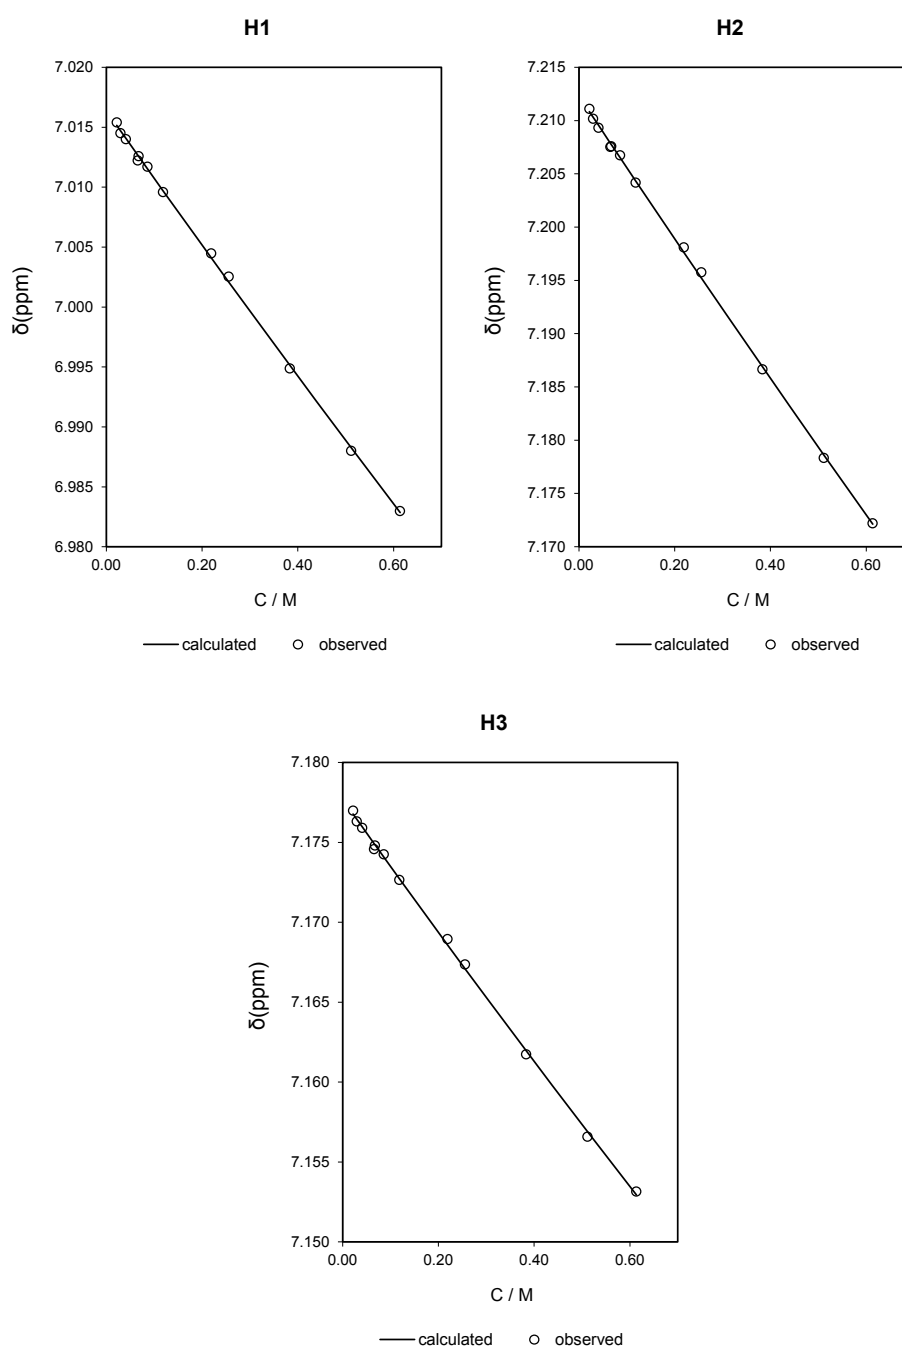 H1
7.020
7.015
7.010
7.005
7.000
6.995
6.990
6.985
6.980
δ(ppm)
0.00 0.20 0.40 0.60
C / M
calculated observed
H2
7.215
7.210
7.205
7.200
7.195
7.190
7.185
7.180
7.175
7.170
δ(ppm)
0.00 0.20 0.40 0.60
C / M
calculated observed
H3
7.180
7.175
7.170
7.165
7.160
7.155
7.150
δ(ppm)
0.00 0.20 0.40 0.60
C / M
calculated observed